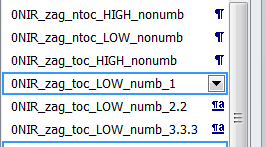 0NIR_zag_ntoc_HIGH_nonumb ¶
0NIR_zag_ntoc_LOW_nonumb ¶
0NIR_zag_toc_HIGH_nonumb ¶
0NIR_zag_toc_LOW_numb_1
0NIR_zag_toc_LOW_numb_2.2 ¶a
0NIR_zag_toc_LOW_numb_3.3.3 ¶a